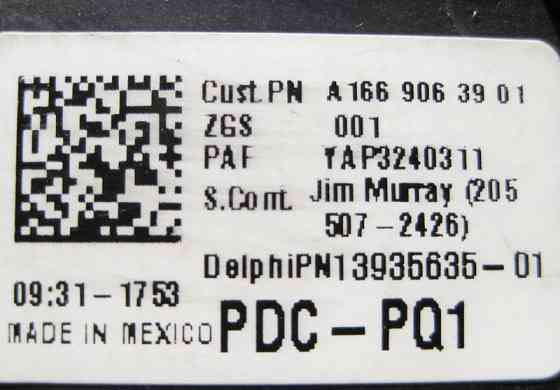 Cust.PN A 166 906 39 01
ZGS 001
PAF YAP3240311
S.Cont. Jim Murray (205
507-2426)
DelphiPN13935635-01
09:31-1753
MADE IN MEXICO PDC-PQ1